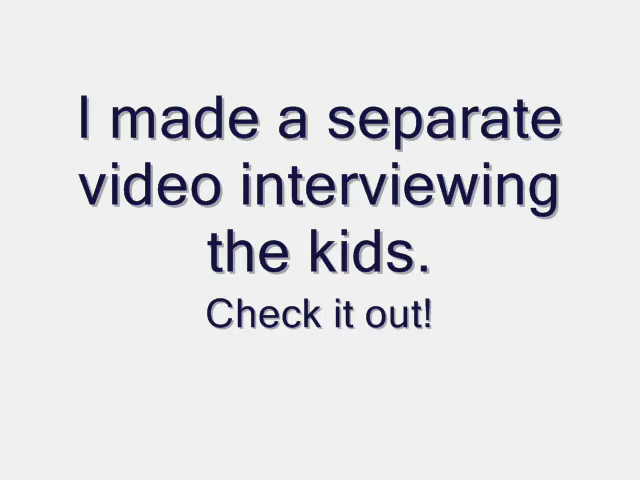 I made a separate
video interviewing
the kids.
Check it out!